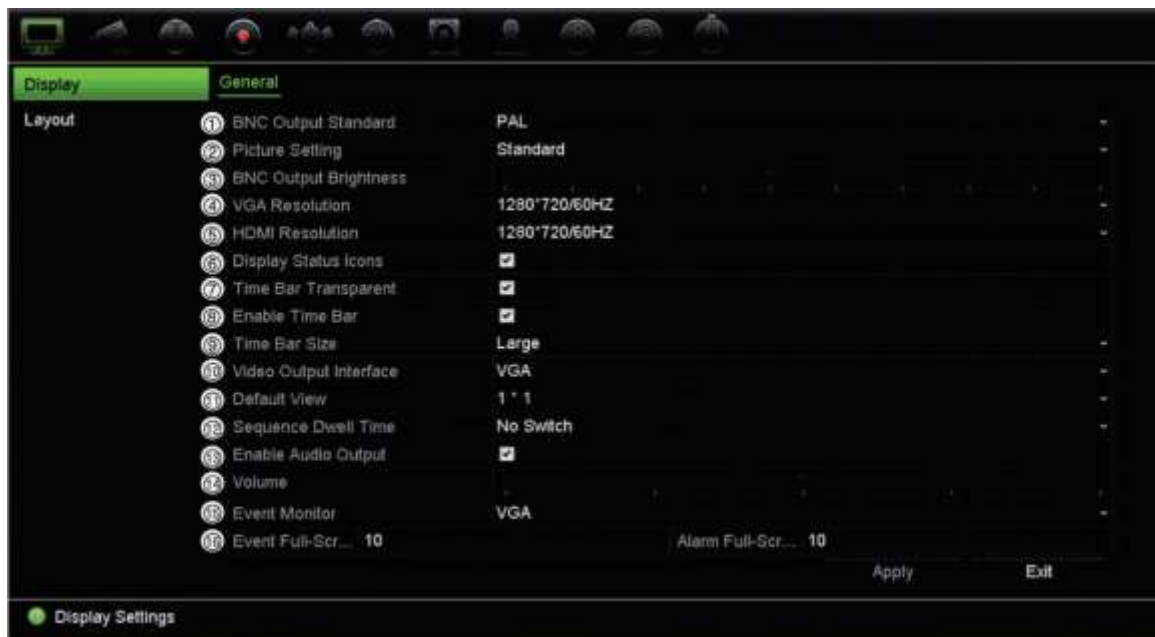 Display General
Layout
① BNC Output Standard PAL
② Picture Setting Standard
③ BNC Output Brightness
④ VGA Resolution 1280*720/60HZ
⑤ HDMI Resolution 1280*720/60HZ
⑥ Display Status Icons
⑦ Time Bar Transparent
⑧ Enable Time Bar
⑨ Time Bar Size Large
⑩ Video Output Interface VGA
⑪ Default View 1 * 1
⑫ Sequence Dwell Time No Switch
⑬ Enable Audio Output
⑭ Volume
⑮ Event Monitor VGA
⑯ Event Full-Scr... 10 Alarm Full-Scr... 10
Apply Exit
Display Settings